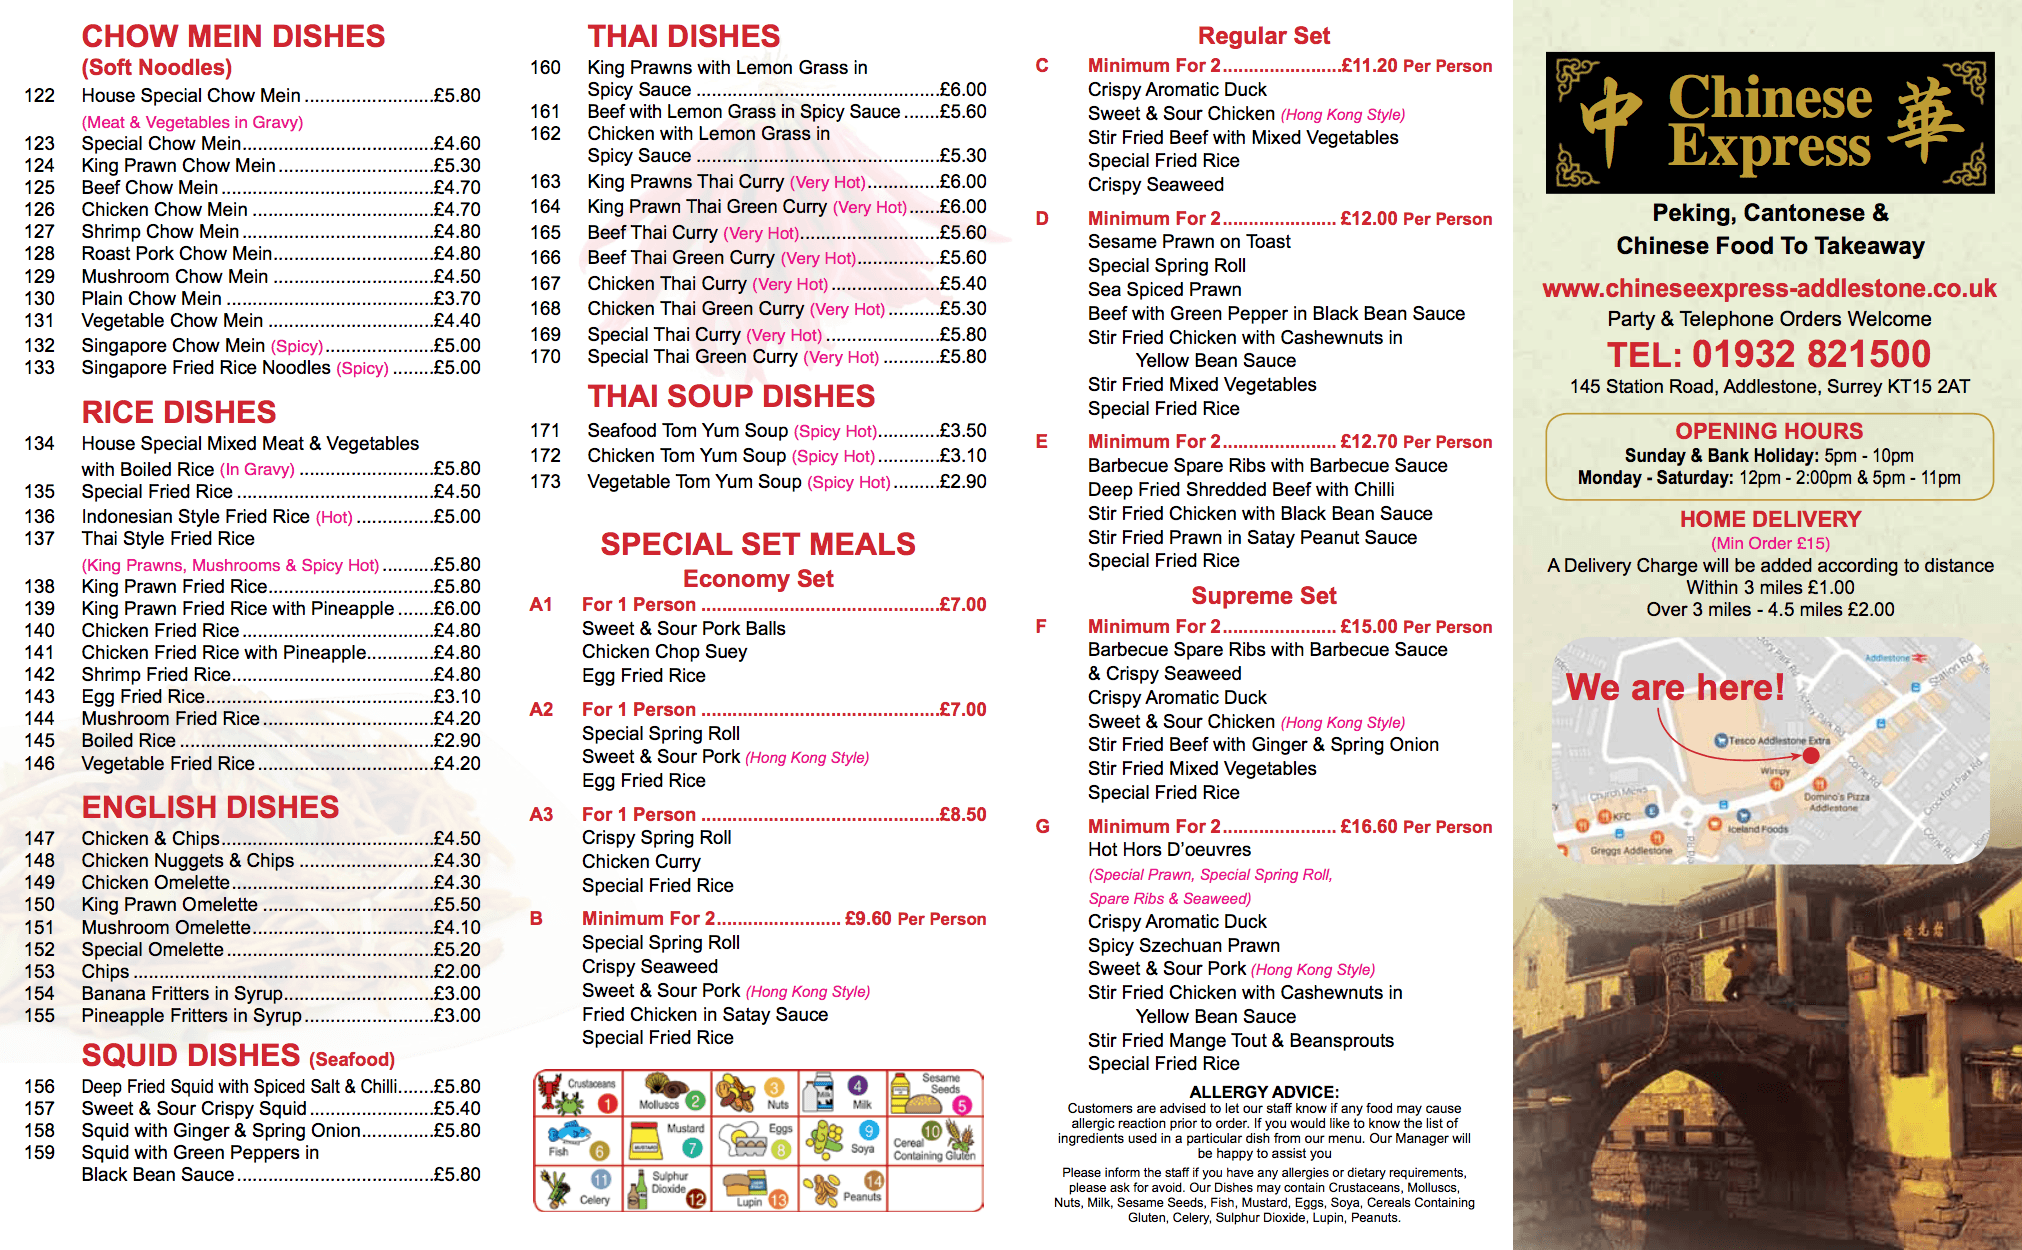 CHOW MEIN DISHES
(Soft Noodles)
122 House Special Chow Mein .........................£5.80
(Meat & Vegetables in Gravy)
123 Special Chow Mein.....................................£4.60
124 King Prawn Chow Mein..............................£5.30
125 Beef Chow Mein.........................................£4.70
126 Chicken Chow Mein ...................................£4.70
127 Shrimp Chow Mein.....................................£4.80
128 Roast Pork Chow Mein...............................£4.80
129 Mushroom Chow Mein ...............................£4.50
130 Plain Chow Mein ........................................£3.70
131 Vegetable Chow Mein ................................£4.40
132 Singapore Chow Mein (Spicy).....................£5.00
133 Singapore Fried Rice Noodles (Spicy) ........£5.00
RICE DISHES
134 House Special Mixed Meat & Vegetables
with Boiled Rice (In Gravy) ..........................£5.80
135 Special Fried Rice ......................................£4.50
136 Indonesian Style Fried Rice (Hot) ...............£5.00
137 Thai Style Fried Rice
(King Prawns, Mushrooms & Spicy Hot) ..........£5.80
138 King Prawn Fried Rice................................£5.80
139 King Prawn Fried Rice with Pineapple .......£6.00
140 Chicken Fried Rice .....................................£4.80
141 Chicken Fried Rice with Pineapple.............£4.80
142 Shrimp Fried Rice.......................................£4.80
143 Egg Fried Rice............................................£3.10
144 Mushroom Fried Rice.................................£4.20
145 Boiled Rice .................................................£2.90
146 Vegetable Fried Rice..................................£4.20
ENGLISH DISHES
147 Chicken & Chips.........................................£4.50
148 Chicken Nuggets & Chips ..........................£4.30
149 Chicken Omelette.......................................£4.30
150 King Prawn Omelette .................................£5.50
151 Mushroom Omelette...................................£4.10
152 Special Omelette........................................£5.20
153 Chips ..........................................................£2.00
154 Banana Fritters in Syrup.............................£3.00
155 Pineapple Fritters in Syrup.........................£3.00
SQUID DISHES (Seafood)
156 Deep Fried Squid with Spiced Salt & Chilli.......£5.80
157 Sweet & Sour Crispy Squid ........................£5.40
158 Squid with Ginger & Spring Onion..............£5.80
159 Squid with Green Peppers in
Black Bean Sauce......................................£5.80
THAI DISHES
160 King Prawns with Lemon Grass in
Spicy Sauce ...............................................£6.00
161 Beef with Lemon Grass in Spicy Sauce .......£5.60
162 Chicken with Lemon Grass in
Spicy Sauce ...............................................£5.30
163 King Prawns Thai Curry (Very Hot)..............£6.00
164 King Prawn Thai Green Curry (Very Hot)......£6.00
165 Beef Thai Curry (Very Hot)...........................£5.60
166 Beef Thai Green Curry (Very Hot)................£5.60
167 Chicken Thai Curry (Very Hot) .....................£5.40
168 Chicken Thai Green Curry (Very Hot) ..........£5.30
169 Special Thai Curry (Very Hot) ......................£5.80
170 Special Thai Green Curry (Very Hot) ...........£5.80
THAI SOUP DISHES
171 Seafood Tom Yum Soup (Spicy Hot)............£3.50
172 Chicken Tom Yum Soup (Spicy Hot) ............£3.10
173 Vegetable Tom Yum Soup (Spicy Hot).........£2.90
SPECIAL SET MEALS
Economy Set
A1 For 1 Person ..............................................£7.00
Sweet & Sour Pork Balls
Chicken Chop Suey
Egg Fried Rice
A2 For 1 Person ..............................................£7.00
Special Spring Roll
Sweet & Sour Pork (Hong Kong Style)
Egg Fried Rice
A3 For 1 Person ..............................................£8.50
Crispy Spring Roll
Chicken Curry
Special Fried Rice
B Minimum For 2........................ £9.60 Per Person
Special Spring Roll
Crispy Seaweed
Sweet & Sour Pork (Hong Kong Style)
Fried Chicken in Satay Sauce
Special Fried Rice
Crustaceans 1
Molluscs 2
3 Nuts
4 Milk
Sesame Seeds 5
Fish 6
Mustard 7
Eggs 8
9 Soya
10 Cereal Containing Gluten
11 Celery
Sulphur Dioxide 12
Lupin 13
14 Peanuts
Regular Set
C Minimum For 2.......................£11.20 Per Person
Crispy Aromatic Duck
Sweet & Sour Chicken (Hong Kong Style)
Stir Fried Beef with Mixed Vegetables
Special Fried Rice
Crispy Seaweed
D Minimum For 2...................... £12.00 Per Person
Sesame Prawn on Toast
Special Spring Roll
Sea Spiced Prawn
Beef with Green Pepper in Black Bean Sauce
Stir Fried Chicken with Cashewnuts in
Yellow Bean Sauce
Stir Fried Mixed Vegetables
Special Fried Rice
E Minimum For 2...................... £12.70 Per Person
Barbecue Spare Ribs with Barbecue Sauce
Deep Fried Shredded Beef with Chilli
Stir Fried Chicken with Black Bean Sauce
Stir Fried Prawn in Satay Peanut Sauce
Special Fried Rice
Supreme Set
F Minimum For 2...................... £15.00 Per Person
Barbecue Spare Ribs with Barbecue Sauce
& Crispy Seaweed
Crispy Aromatic Duck
Sweet & Sour Chicken (Hong Kong Style)
Stir Fried Beef with Ginger & Spring Onion
Stir Fried Mixed Vegetables
Special Fried Rice
G Minimum For 2...................... £16.60 Per Person
Hot Hors D'oeuvres
(Special Prawn, Special Spring Roll,
Spare Ribs & Seaweed)
Crispy Aromatic Duck
Spicy Szechuan Prawn
Sweet & Sour Pork (Hong Kong Style)
Stir Fried Chicken with Cashewnuts in
Yellow Bean Sauce
Stir Fried Mange Tout & Beansprouts
Special Fried Rice
ALLERGY ADVICE:
Customers are advised to let our staff know if any food may cause
allergic reaction prior to order. If you would like to know the list of
ingredients used in a particular dish from our menu. Our Manager will
be happy to assist you
Please inform the staff if you have any allergies or dietary requirements,
please ask for avoid. Our Dishes may contain Crustaceans, Molluscs,
Nuts, Milk, Sesame Seeds, Fish, Mustard, Eggs, Soya, Cereals Containing
Gluten, Celery, Sulphur Dioxide, Lupin, Peanuts.
中 Chinese Express 華
Peking, Cantonese &
Chinese Food To Takeaway
www.chineseexpress-addlestone.co.uk
Party & Telephone Orders Welcome
TEL: 01932 821500
145 Station Road, Addlestone, Surrey KT15 2AT
OPENING HOURS
Sunday & Bank Holiday: 5pm - 10pm
Monday - Saturday: 12pm - 2:00pm & 5pm - 11pm
HOME DELIVERY
(Min Order £15)
A Delivery Charge will be added according to distance
Within 3 miles £1.00
Over 3 miles - 4.5 miles £2.00
Addlestone
Station Rd
We are here!
Tesco Addlestone Extra
Wimpy
Corrie Rd
Crockford Park Rd
Church Mews
Domino's Pizza
Addlestone
KFC
Iceland Foods
Corrie Rd
Greggs Addlestone